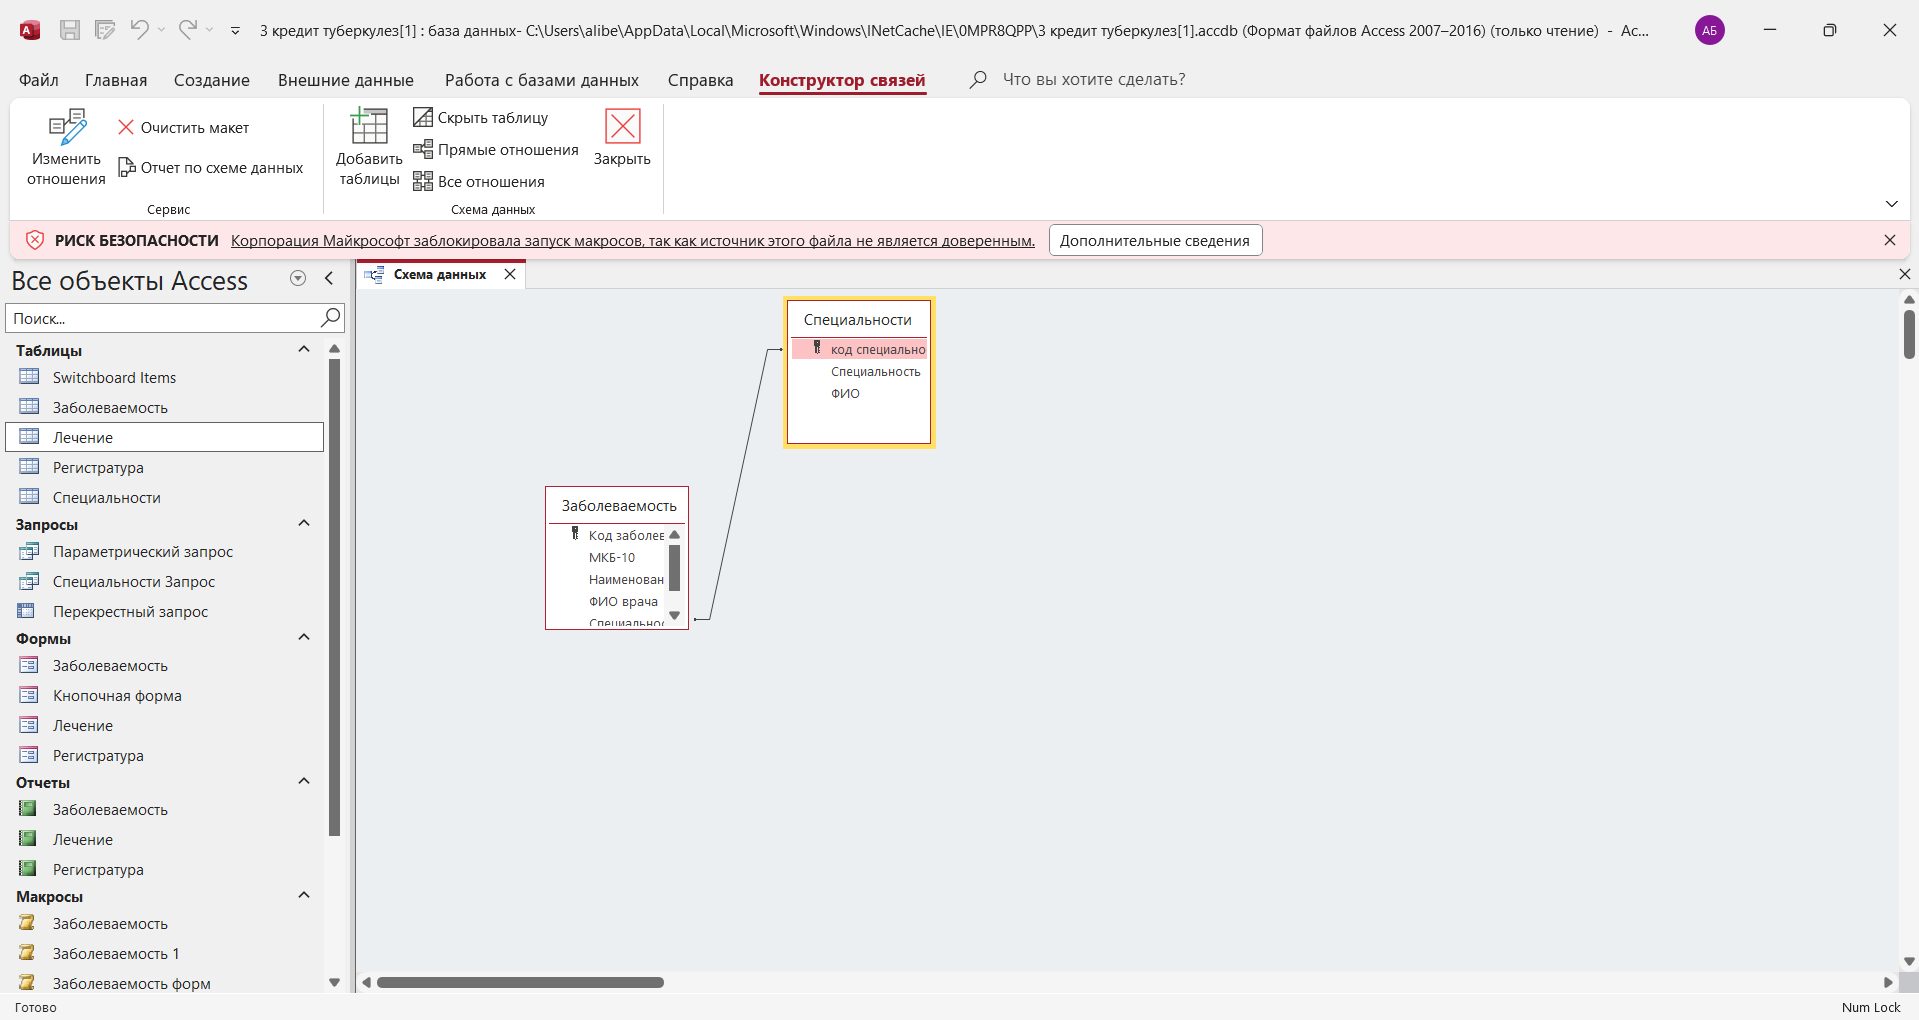 3 кредит туберкулез[1] : база данных- C:\Users\alibe\AppData\Local\Microsoft\Windows\INetCache\IE\0MPR8QPP\3 кредит туберкулез[1].accdb (Формат файлов Access 2007–2016) (только чтение) - Ac...
АБ
Файл Главная Создание Внешние данные Работа с базами данных Справка Конструктор связей Что вы хотите сделать?
Изменить отношения
Очистить макет
Отчет по схеме данных
Сервис
Добавить таблицы
Скрыть таблицу
Прямые отношения
Все отношения
Закрыть
Схема данных
РИСК БЕЗОПАСНОСТИ Корпорация Майкрософт заблокировала запуск макросов, так как источник этого файла не является доверенным. Дополнительные сведения
Все объекты Access
Поиск...
Таблицы
Switchboard Items
Заболеваемость
Лечение
Регистратура
Специальности
Запросы
Параметрический запрос
Специальности Запрос
Перекрестный запрос
Формы
Заболеваемость
Кнопочная форма
Лечение
Регистратура
Отчеты
Заболеваемость
Лечение
Регистратура
Макросы
Заболеваемость
Заболеваемость 1
Заболеваемость форм
Схема данных
Специальности
код специально
Специальность
ФИО
Заболеваемость
Код заболев
МКБ-10
Наименован
ФИО врача
Специальнос
Готово
Num Lock